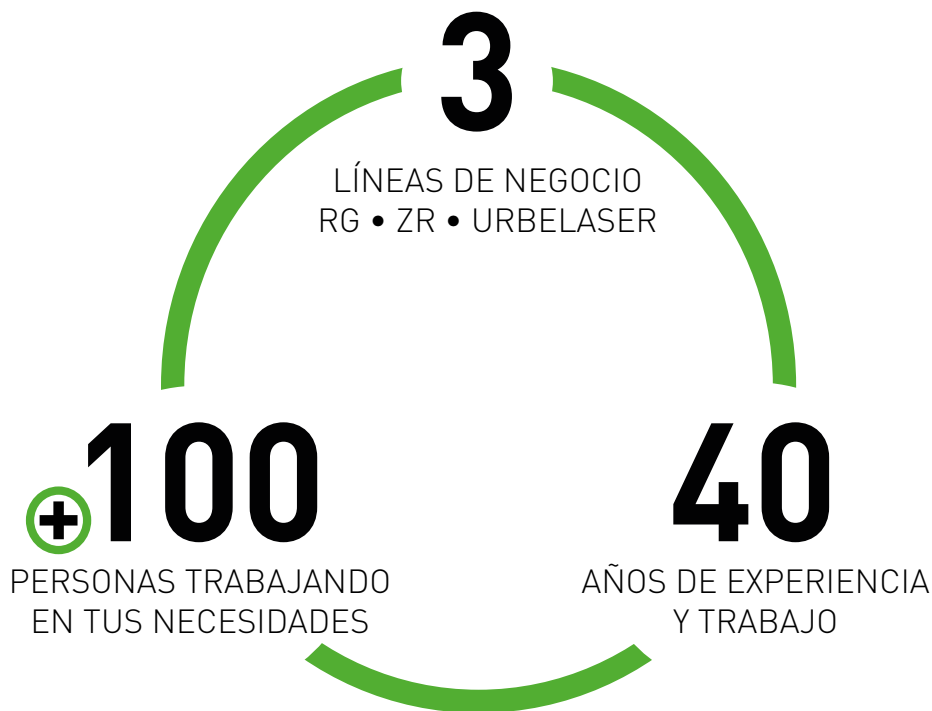 3
LÍNEAS DE NEGOCIO
RG • ZR • URBELASER
+100
PERSONAS TRABAJANDO
EN TUS NECESIDADES
40
AÑOS DE EXPERIENCIA
Y TRABAJO